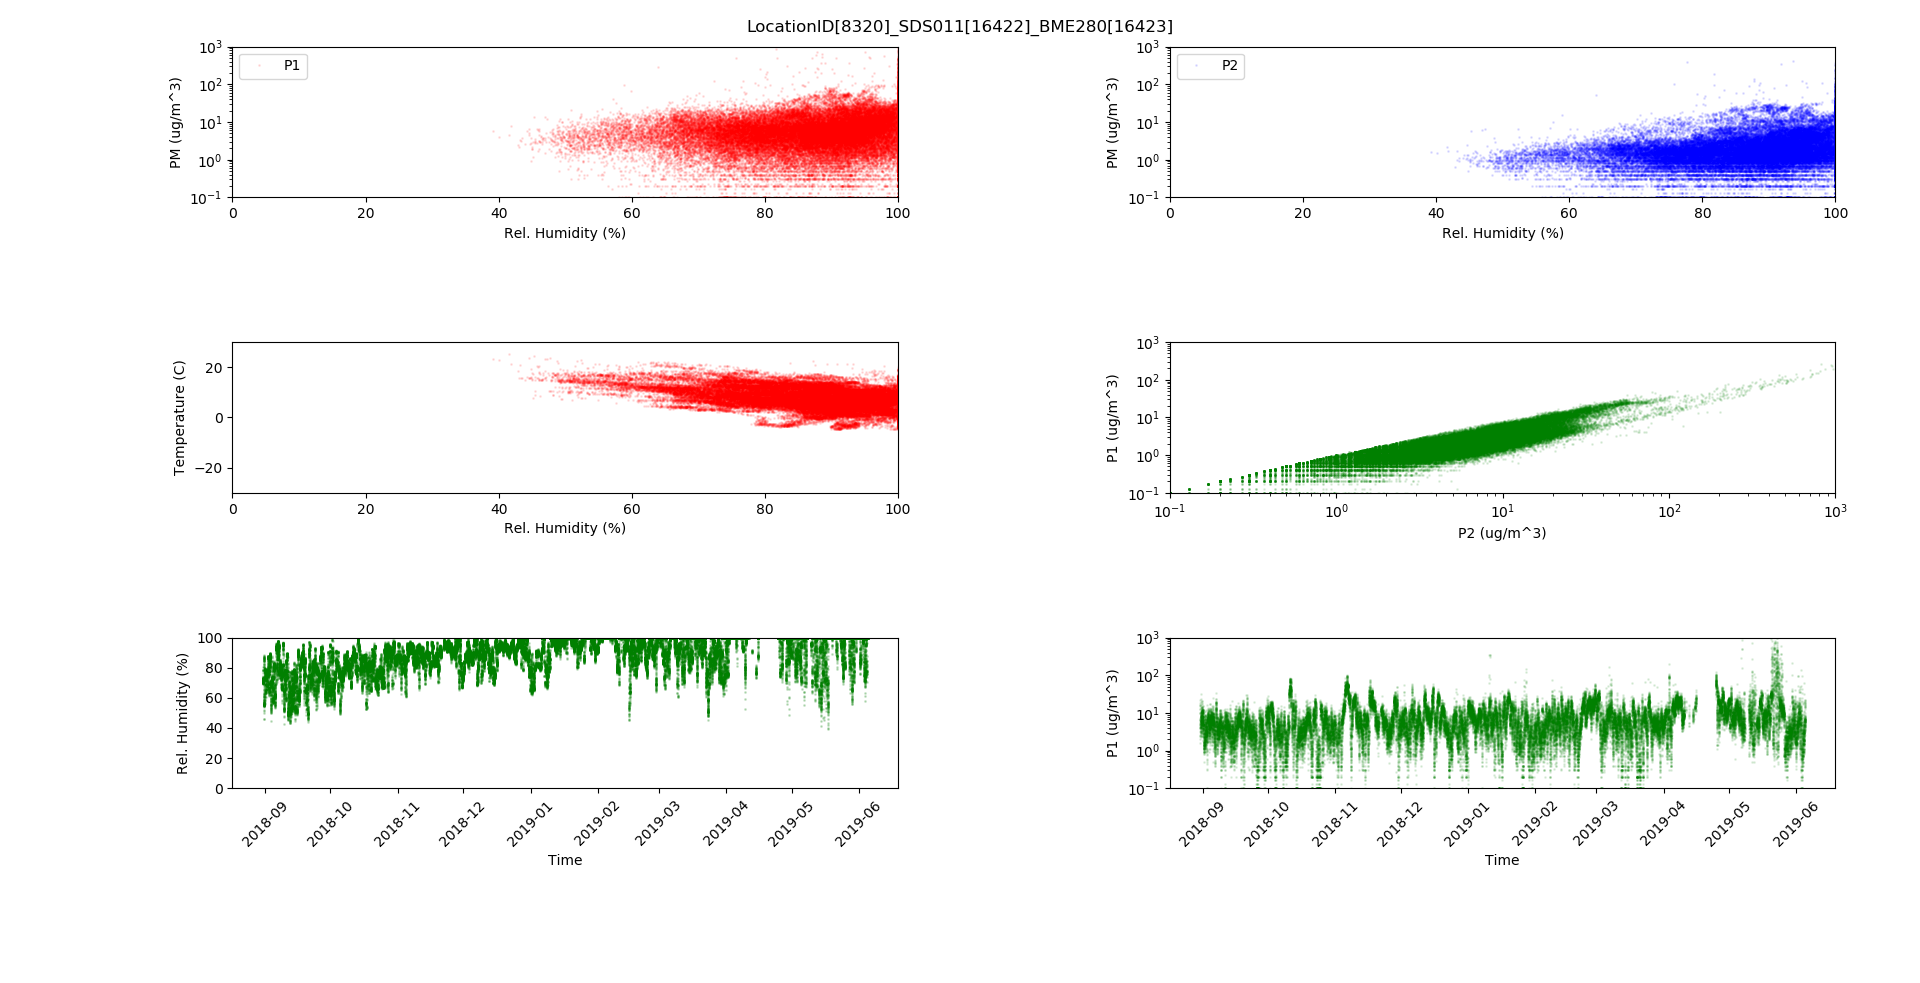 LocationID[8320]_SDS011[16422]_BME280[16423]
PM (ug/m^3)
10^3
10^2
10^1
10^0
10^-1
P1
0 20 40 60 80 100
Rel. Humidity (%)
PM (ug/m^3)
10^3
10^2
10^1
10^0
10^-1
P2
0 20 40 60 80 100
Rel. Humidity (%)
Temperature (C)
20
0
−20
0 20 40 60 80 100
Rel. Humidity (%)
P1 (ug/m^3)
10^3
10^2
10^1
10^0
10^-1
10^-1 10^0 10^1 10^2 10^3
P2 (ug/m^3)
Rel. Humidity (%)
100
80
60
40
20
0
2018-09 2018-10 2018-11 2018-12 2019-01 2019-02 2019-03 2019-04 2019-05 2019-06
Time
P1 (ug/m^3)
10^3
10^2
10^1
10^0
10^-1
2018-09 2018-10 2018-11 2018-12 2019-01 2019-02 2019-03 2019-04 2019-05 2019-06
Time